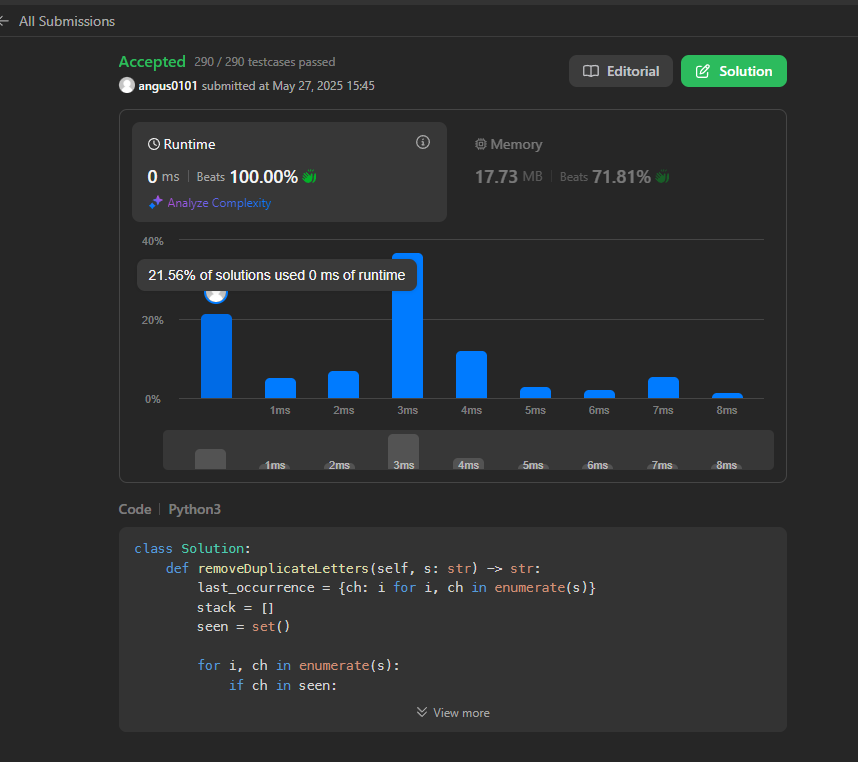 ← All Submissions
Accepted 290 / 290 testcases passed
angus0101 submitted at May 27, 2025 15:45
Editorial
Solution
Runtime
0 ms | Beats 100.00%
Analyze Complexity
Memory
17.73 MB | Beats 71.81%
40%
21.56% of solutions used 0 ms of runtime
20%
0%
1ms 2ms 3ms 4ms 5ms 6ms 7ms 8ms
1ms 2ms 3ms 4ms 5ms 6ms 7ms 8ms
Code | Python3
class Solution:
    def removeDuplicateLetters(self, s: str) -> str:
        last_occurrence = {ch: i for i, ch in enumerate(s)}
        stack = []
        seen = set()
        for i, ch in enumerate(s):
            if ch in seen:
View more